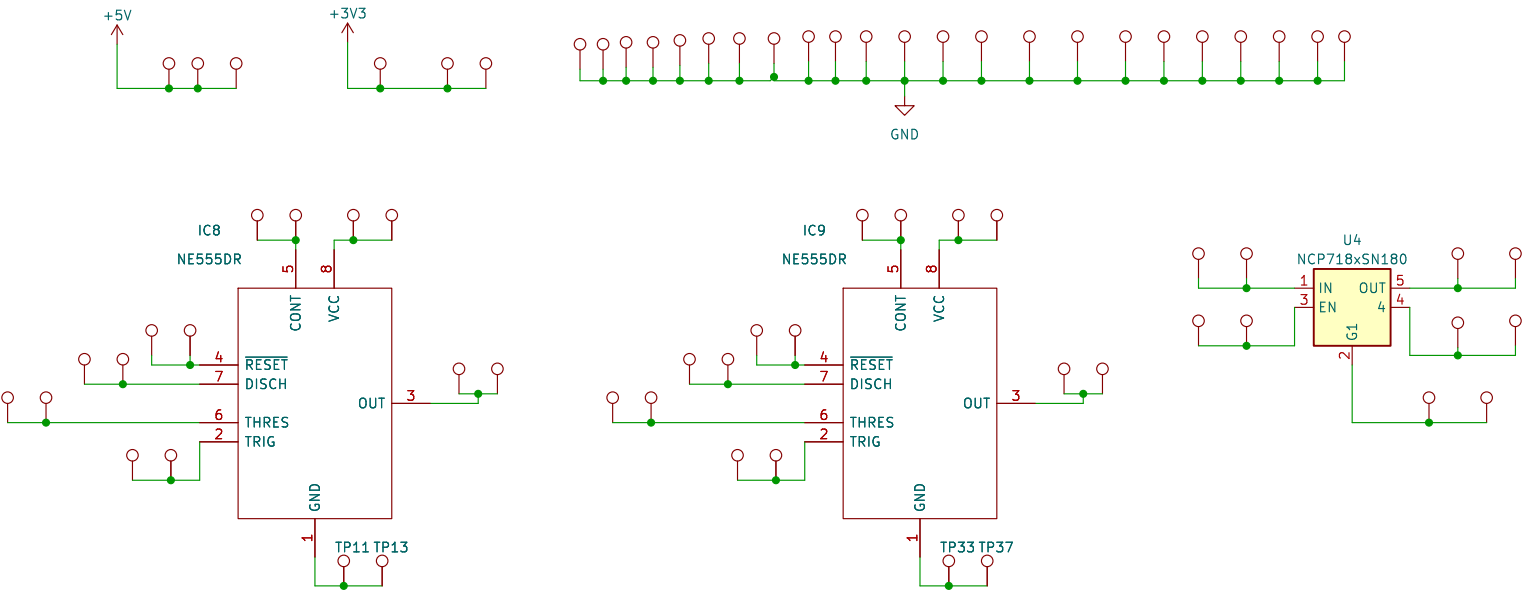 +5V
+3V3
GND
IC8
NE555DR
5
8
CONT
VCC
4
RESET
7
DISCH
OUT
3
6
THRES
2
TRIG
GND
1
TP11
TP13
IC9
NE555DR
5
8
CONT
VCC
4
RESET
7
DISCH
OUT
3
6
THRES
2
TRIG
GND
1
TP33
TP37
U4
NCP718xSN180
1
IN
OUT
5
3
EN
4
4
G1
2